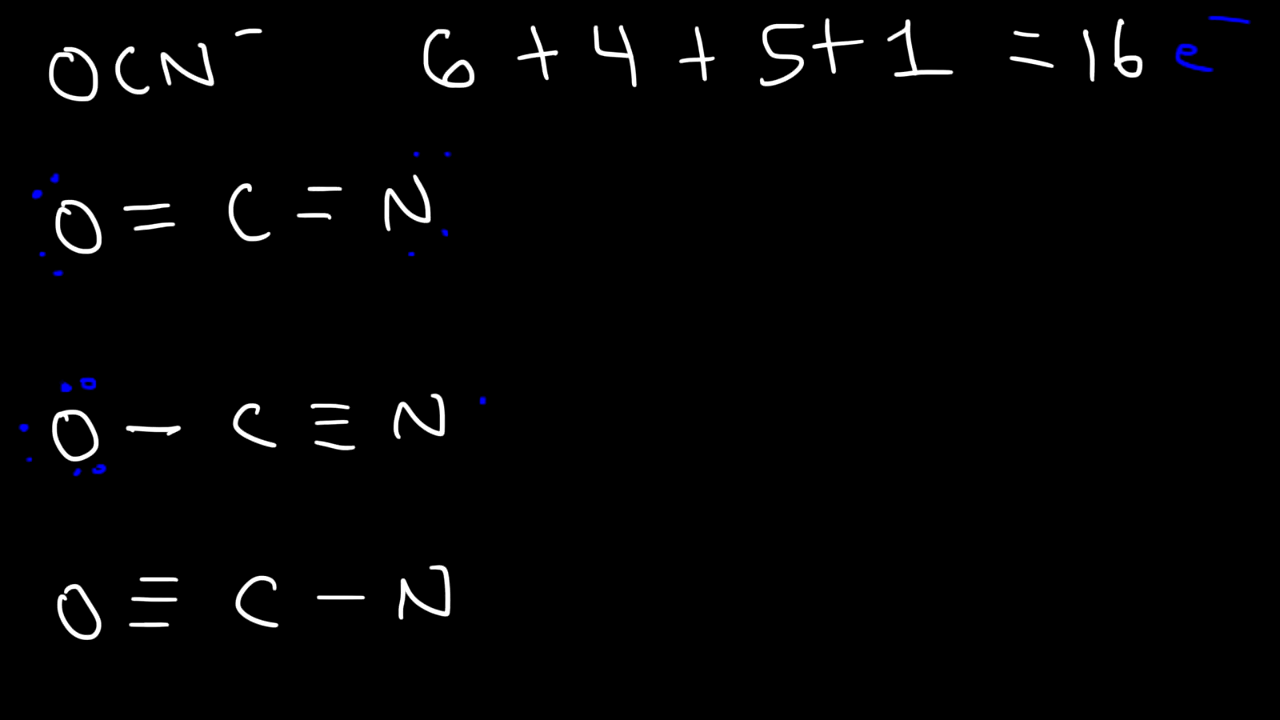 OCN⁻ 6 + 4 + 5 + 1 = 16 e⁻
O = C = N
O – C ≡ N
O ≡ C – N